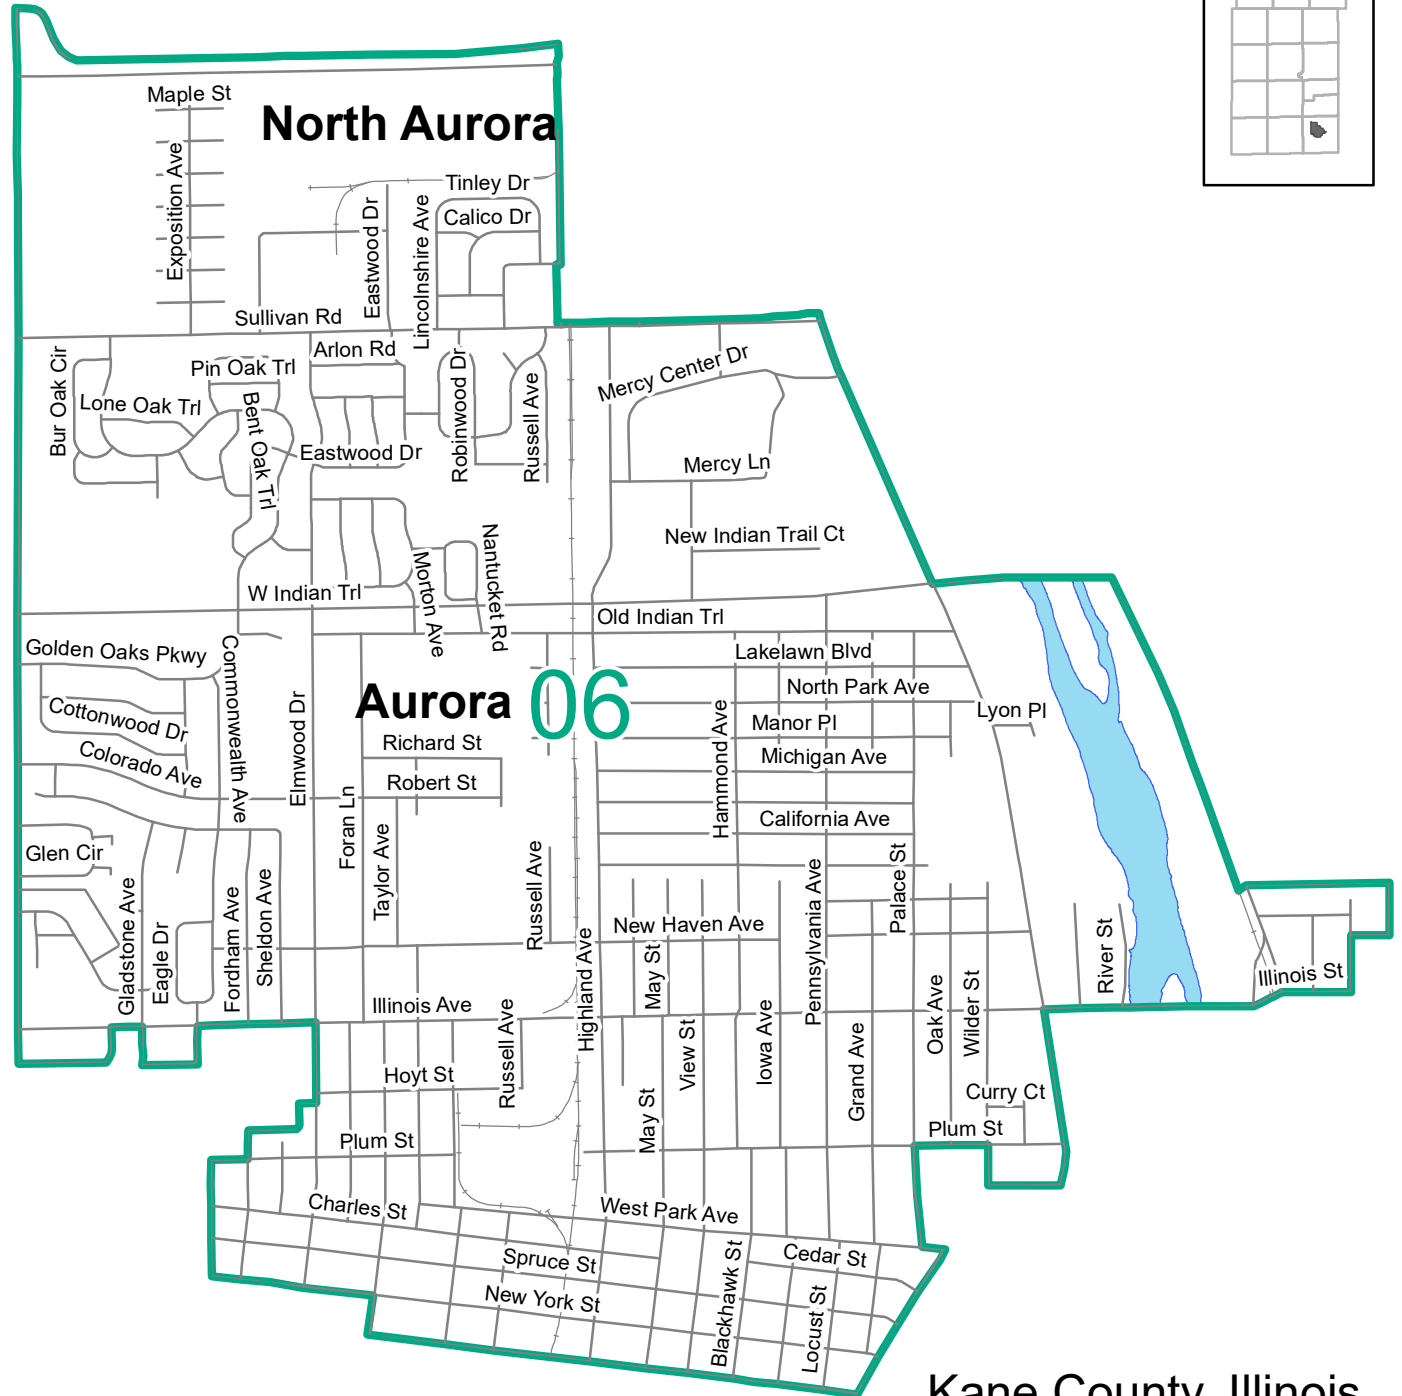 Maple St
North Aurora
Exposition Ave
Tinley Dr
Calico Dr
Eastwood Dr
Lincolnshire Ave
Sullivan Rd
Arlon Rd
Bur Oak Cir
Pin Oak Trl
Lone Oak Trl
Bent Oak Trl
Eastwood Dr
Robinwood Dr
Russell Ave
Mercy Center Dr
Mercy Ln
New Indian Trail Ct
Nantucket Rd
Morton Ave
W Indian Trl
Old Indian Trl
Golden Oaks Pkwy
Commonwealth Ave
Lakelawn Blvd
North Park Ave
Cottonwood Dr
Aurora
06
Lyon Pl
Manor Pl
Hammond Ave
Elmwood Dr
Richard St
Michigan Ave
Colorado Ave
Robert St
California Ave
Foran Ln
Taylor Ave
Glen Cir
Russell Ave
Pennsylvania Ave
Palace St
Gladstone Ave
Eagle Dr
Fordham Ave
Sheldon Ave
New Haven Ave
May St
Highland Ave
River St
Illinois St
Illinois Ave
Russell Ave
View St
Iowa Ave
Grand Ave
Oak Ave
Wilder St
Hoyt St
May St
Curry Ct
Plum St
Plum St
Charles St
West Park Ave
Spruce St
Cedar St
New York St
Blackhawk St
Locust St
Kane County, Illinois